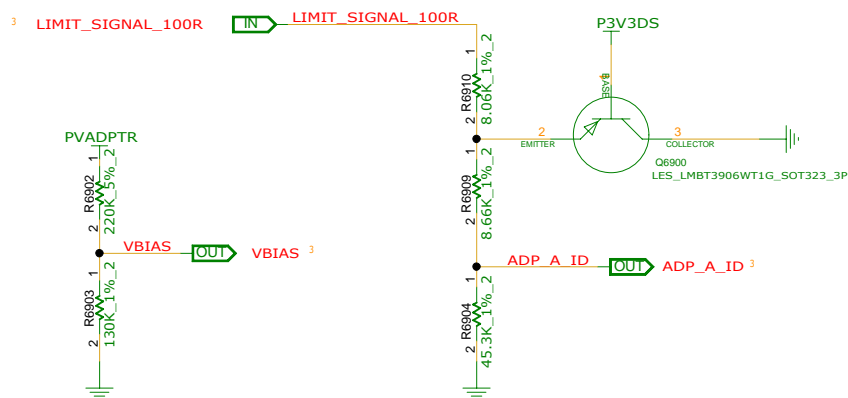 3 LIMIT_SIGNAL_100R IN LIMIT_SIGNAL_100R
P3V3DS
1
R6910
8.06K_1%_2
2
BASE
1
2
EMITTER
3
COLLECTOR
Q6900
LES_LMBT3906WT1G_SOT323_3P
PVADPTR
1
R6902
220K_5%_2
2
1
R6909
8.66K_1%_2
2
VBIAS OUT VBIAS 3
ADP_A_ID OUT ADP_A_ID 3
1
R6903
130K_1%_2
2
1
R6904
45.3K_1%_2
2